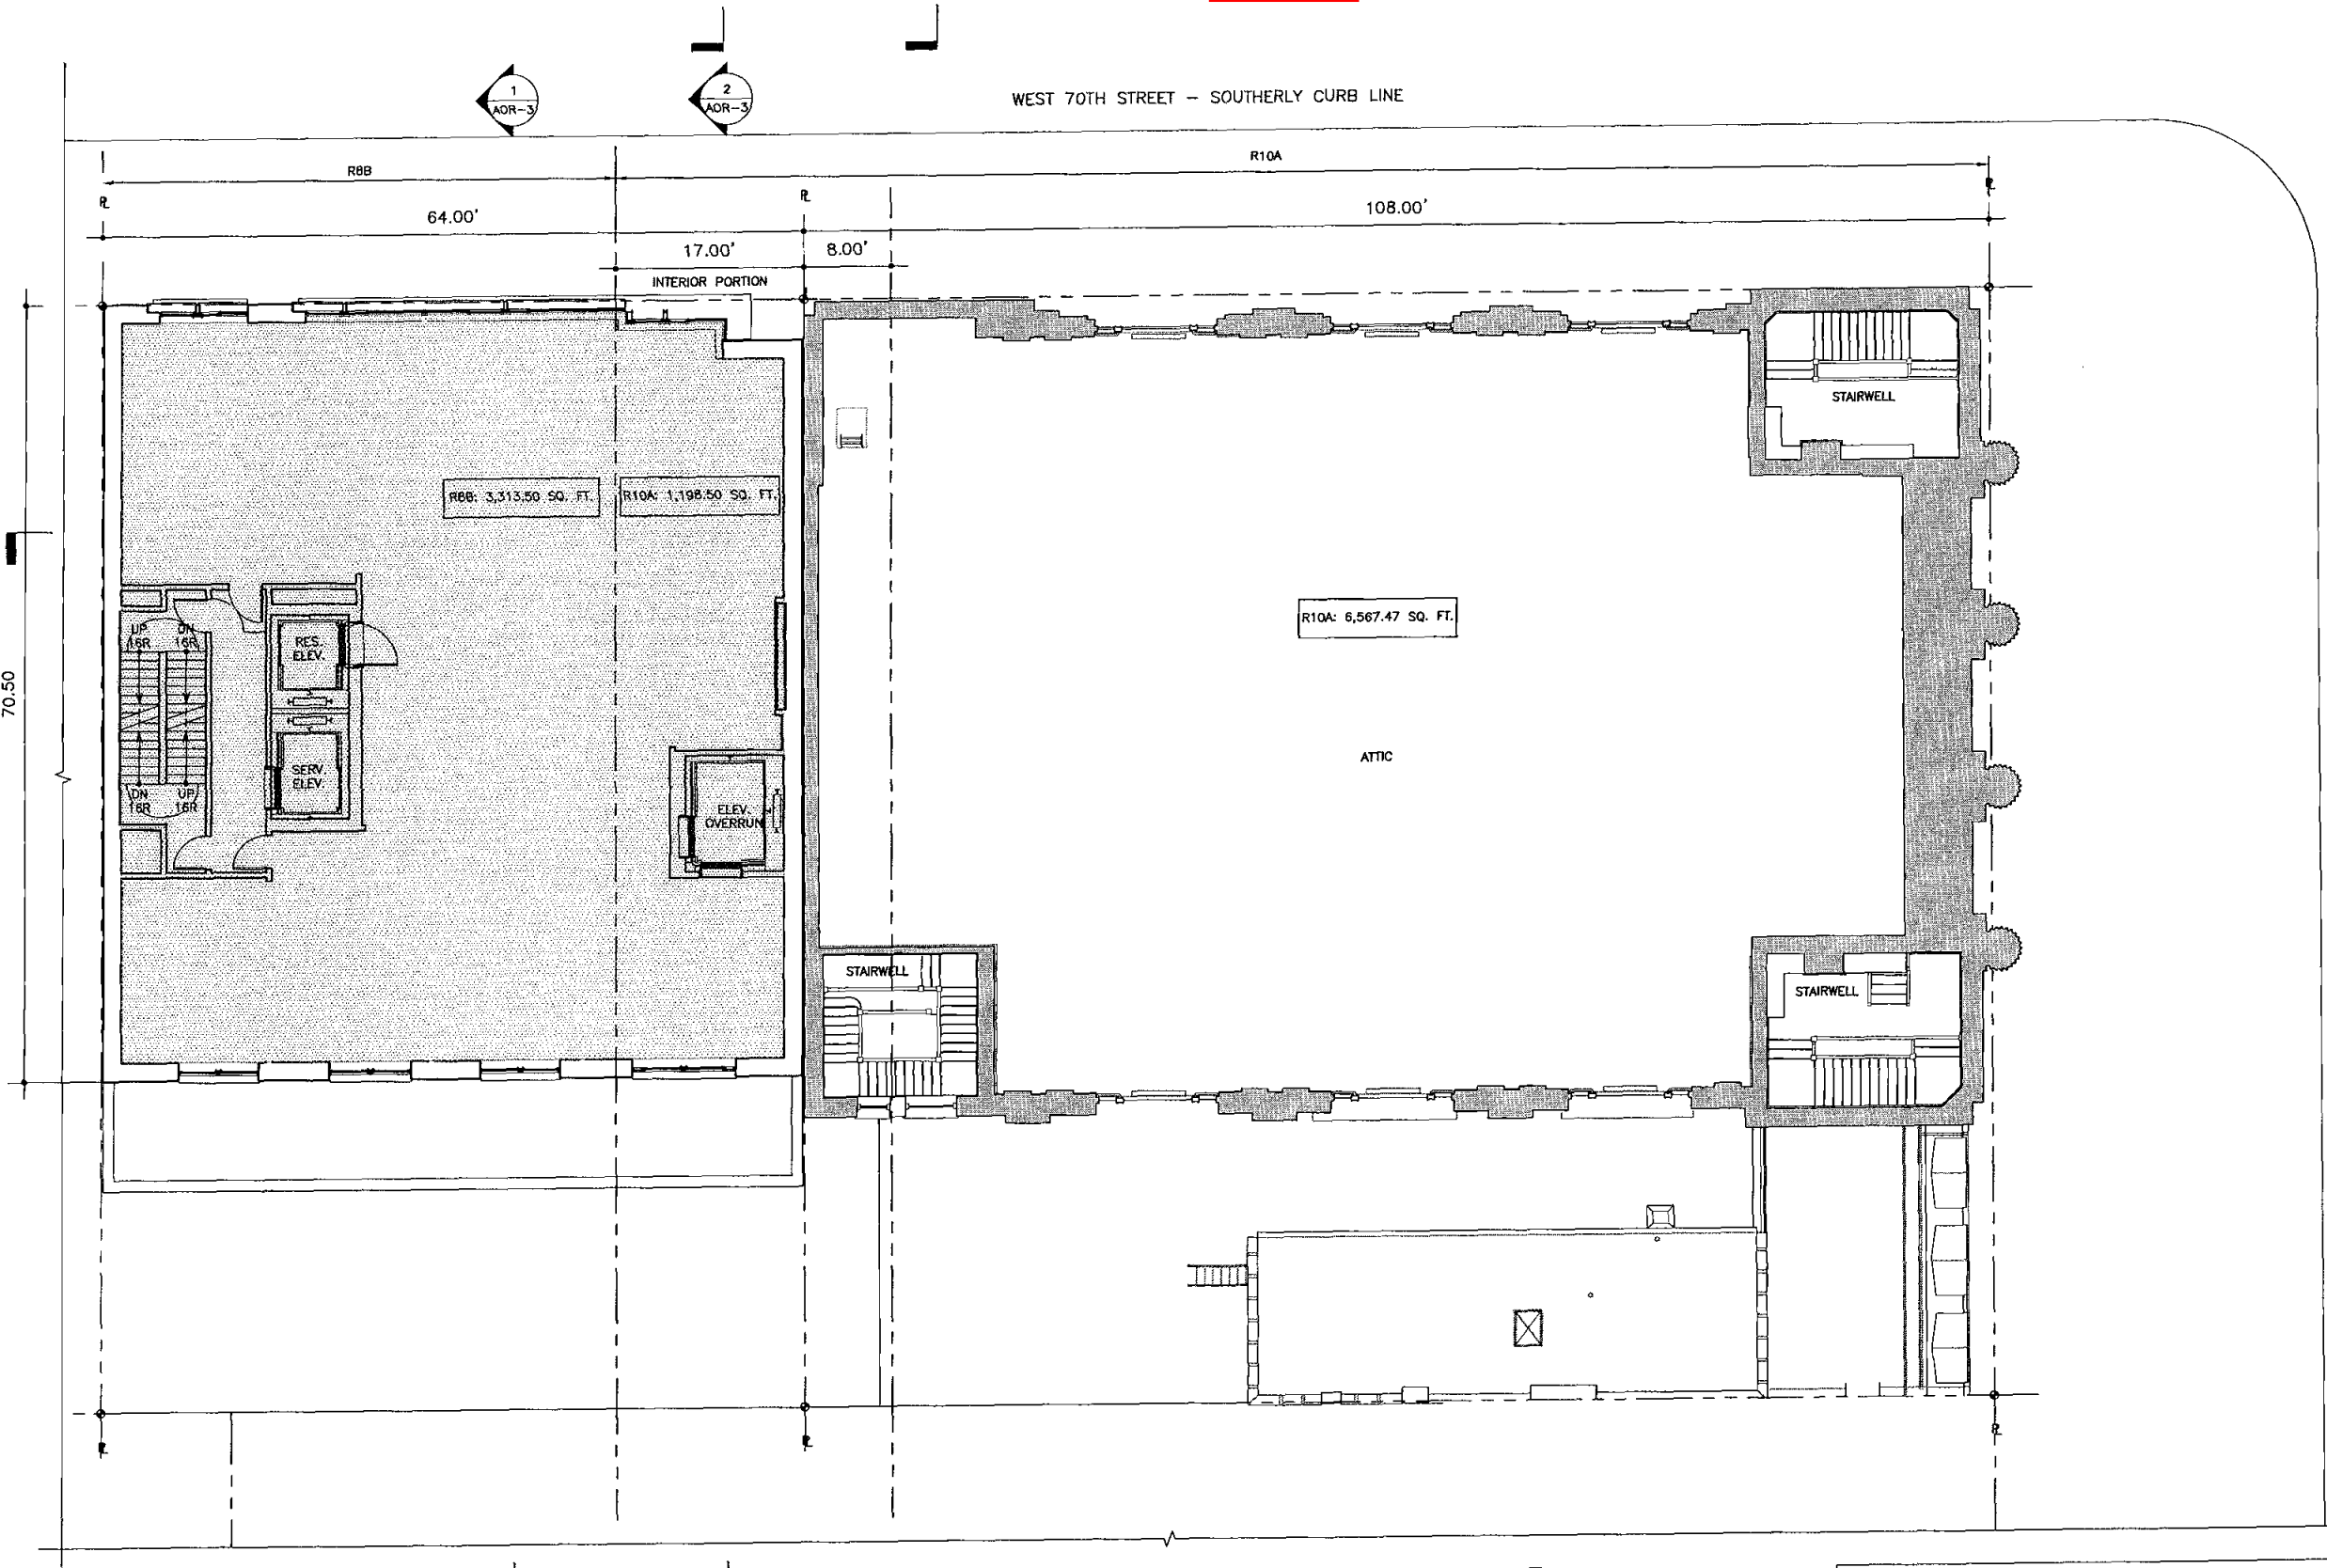 1
AOR-3
2
AOR-3
WEST 70TH STREET - SOUTHERLY CURB LINE
R8B
R10A
64.00'
108.00'
17.00'
8.00'
INTERIOR PORTION
STAIRWELL
R8B: 3,313.50 SQ. FT.
R10A: 1,198.50 SQ. FT.
R10A: 6,567.47 SQ. FT.
UP
16R
DN
16R
RES.
ELEV.
70.50
ATTIC
SERV.
ELEV.
DN
16R
UP
16R
ELEV.
OVERRUN
STAIRWELL
STAIRWELL